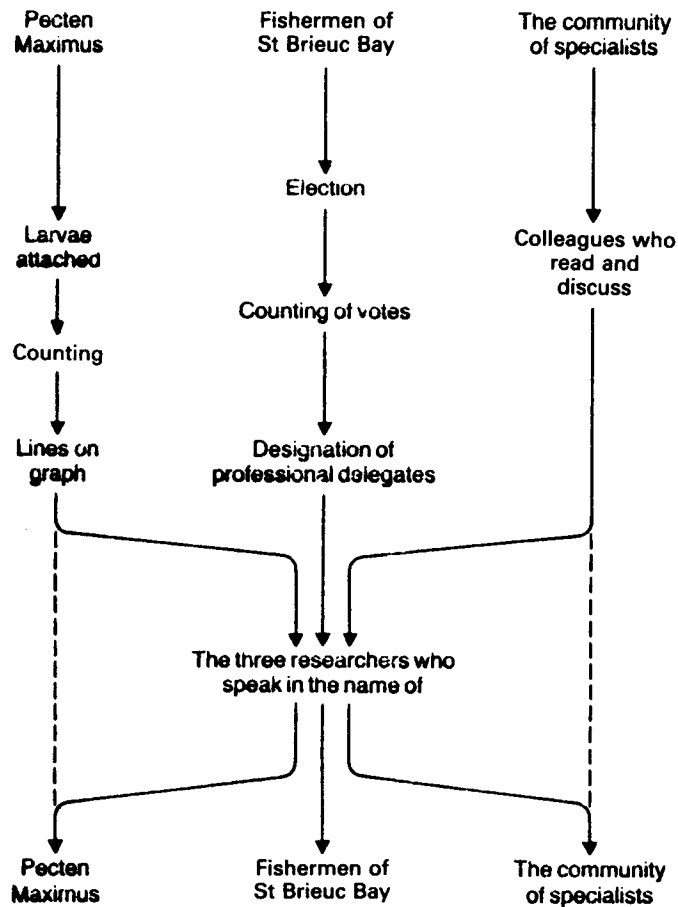 Pecten
Maximus
Fishermen of
St Brieuc Bay
The community
of specialists
Election
Larvae
attached
Colleagues who
read and
discuss
Counting of votes
Counting
Lines on
graph
Designation of
professional delegates
The three researchers who
speak in the name of
Pecten
Maximus
Fishermen of
St Brieuc Bay
The community
of specialists